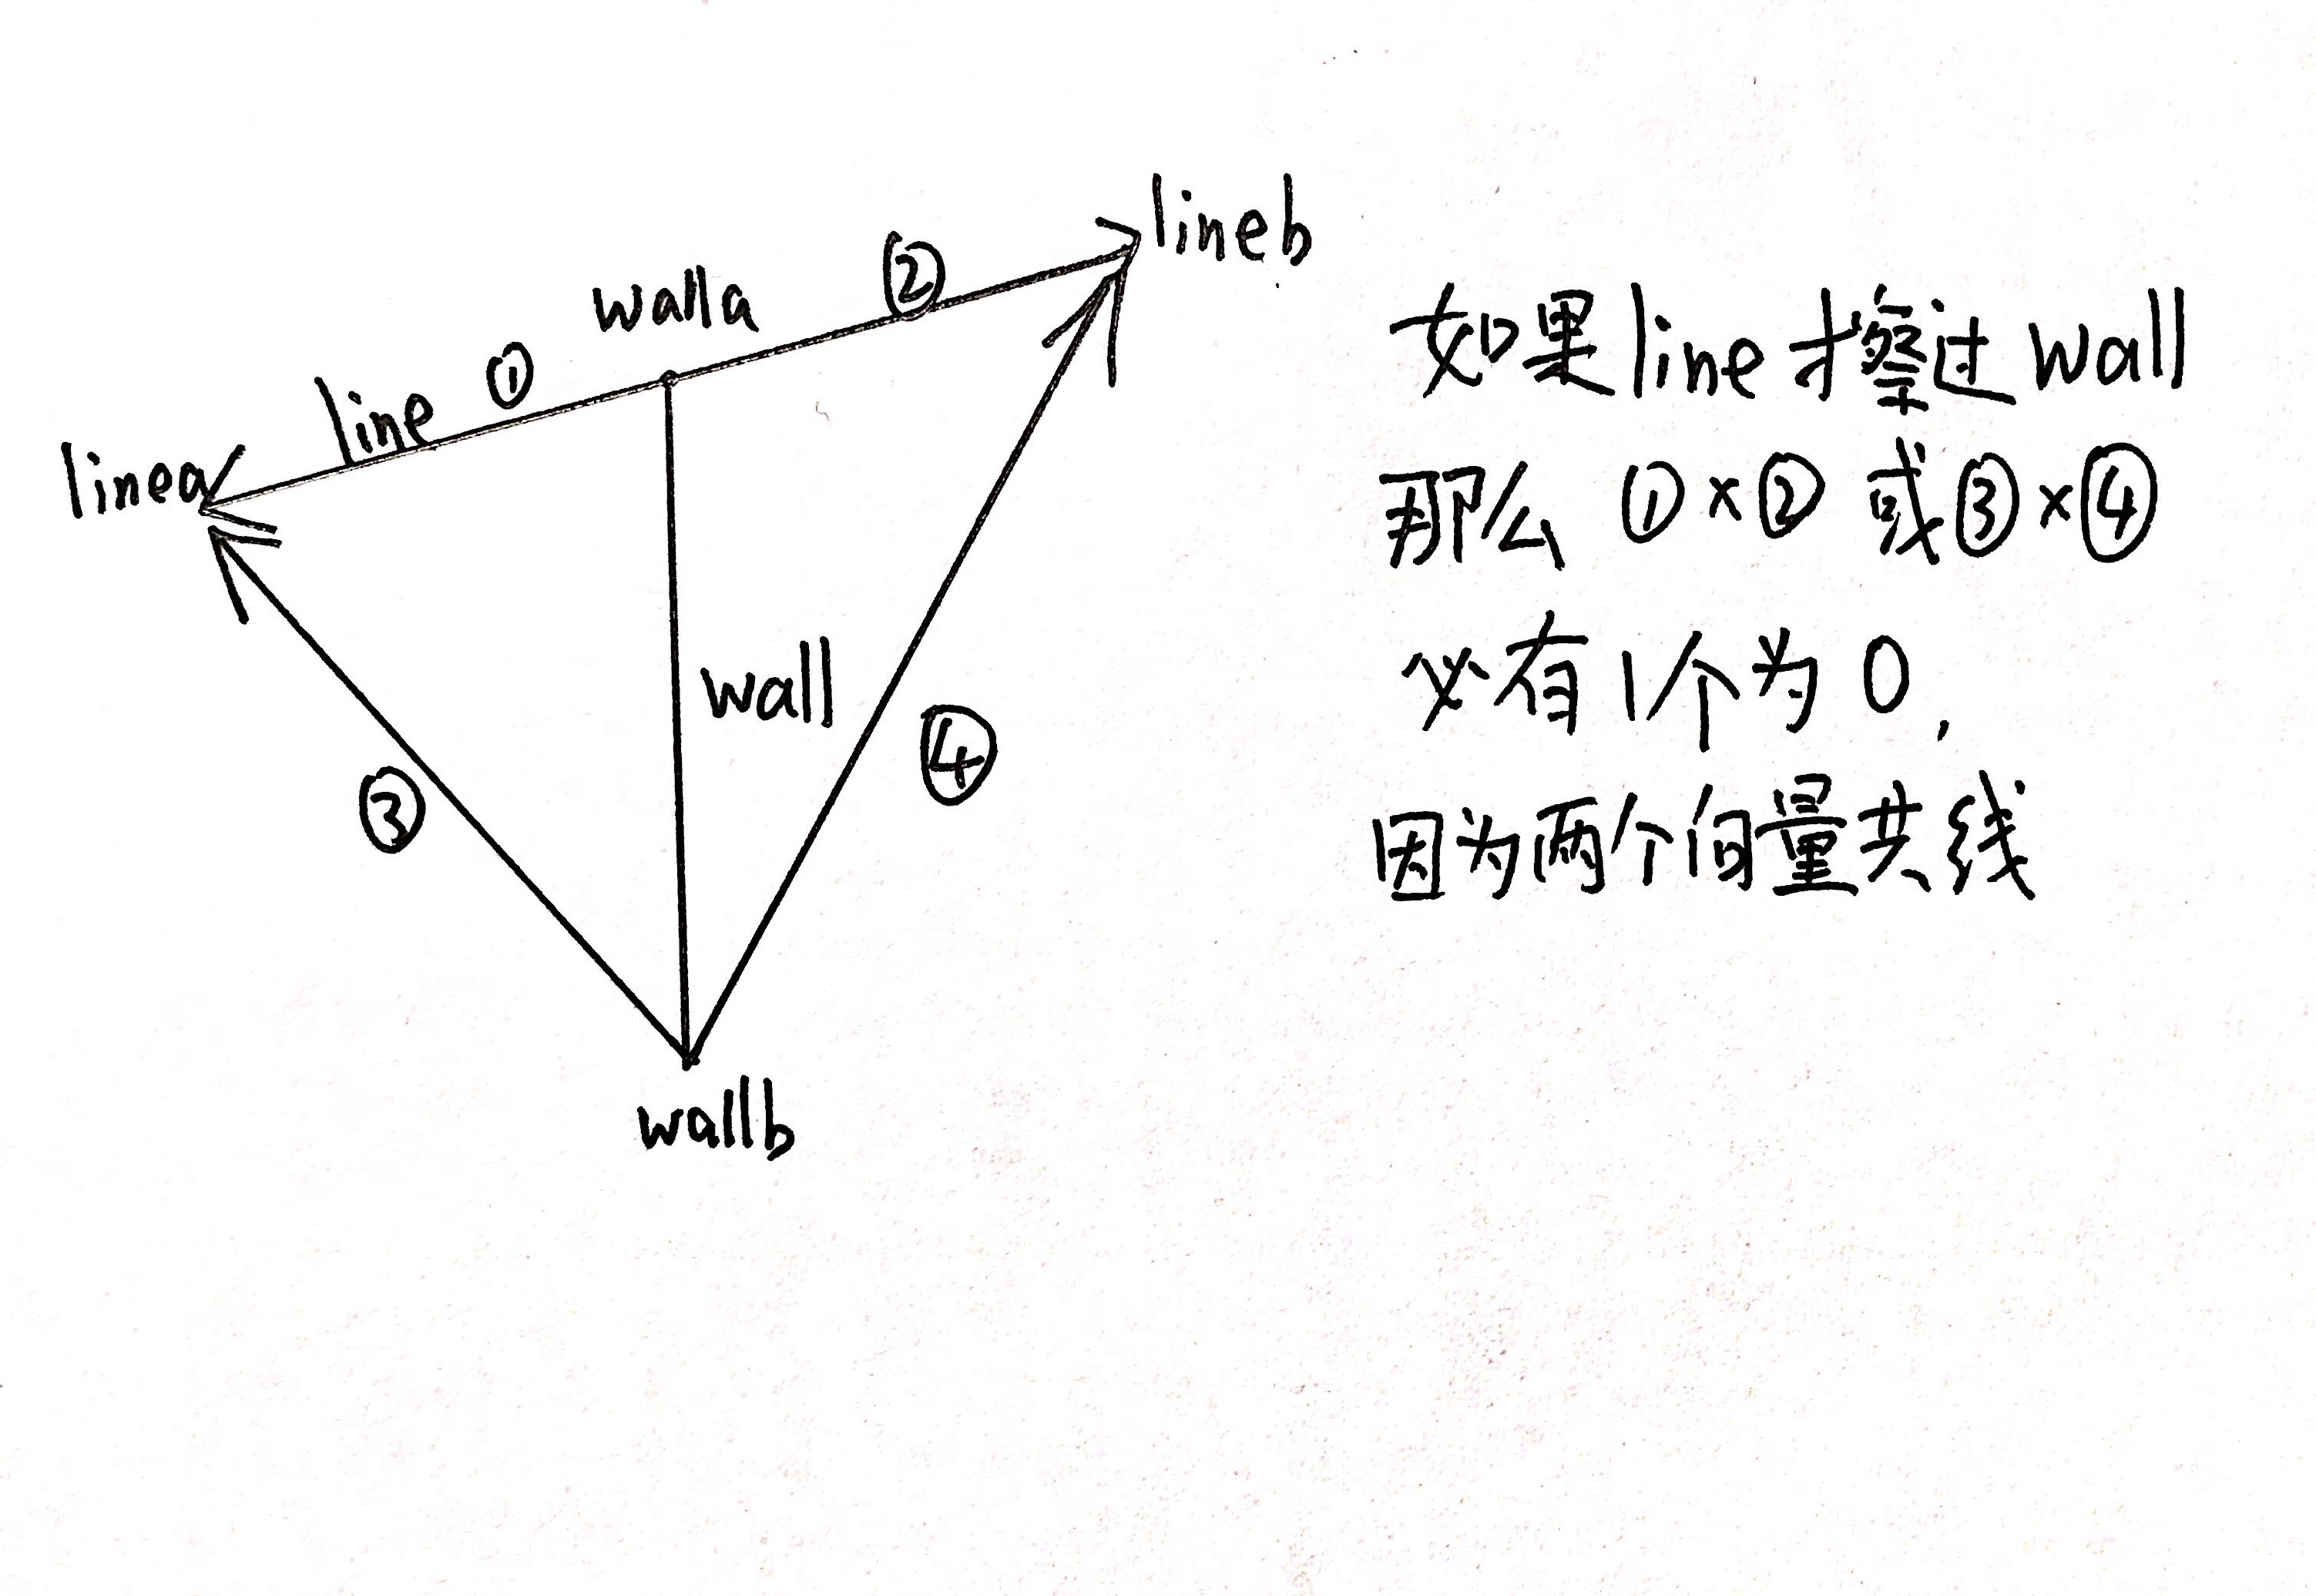 lineb
②
walla
①
line
linea
wall
④
③
wallb
如果line擦过wall
那么 ①×② 或③×④
必有1个为0,
因为两个向量共线